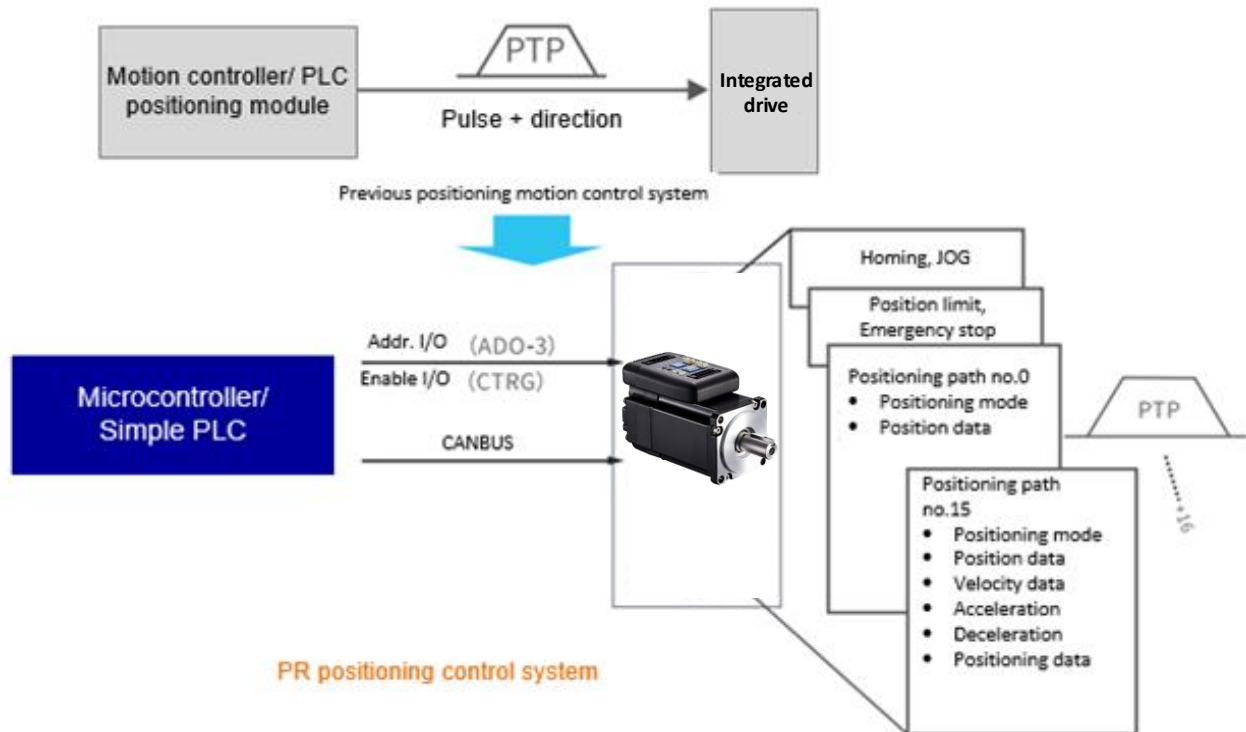 Motion controller/ PLC
positioning module
PTP
Pulse + direction
Integrated
drive
Previous positioning motion control system
Homing, JOG
Position limit,
Emergency stop
Addr. I/O (ADO-3)
Enable I/O (CTRG)
Microcontroller/
Simple PLC
CANBUS
Positioning path no.0
• Positioning mode
• Position data
PTP
+16
Positioning path
no.15
• Positioning mode
• Position data
• Velocity data
• Acceleration
• Deceleration
• Positioning data
PR positioning control system